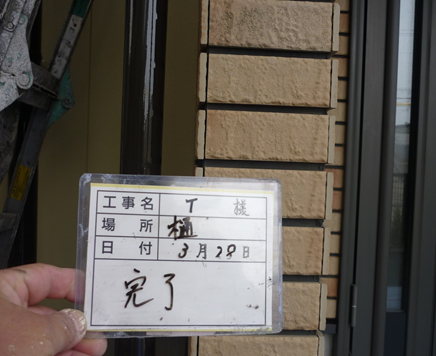 工事名 T 様
場所 樋
日付 3月28日
完了